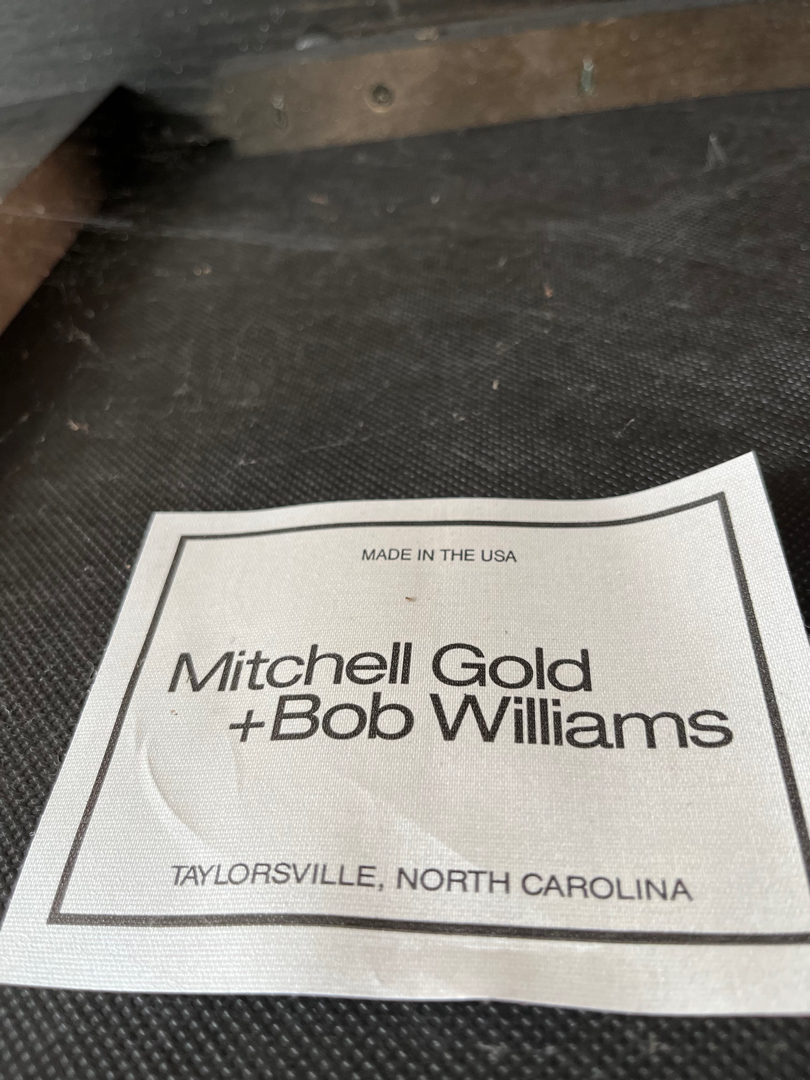 MADE IN THE USA
Mitchell Gold
+Bob Williams
TAYLORSVILLE, NORTH CAROLINA